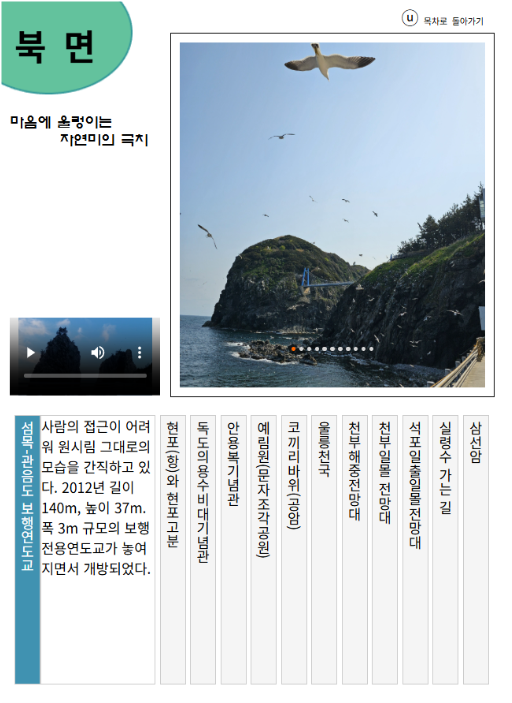 북 면
u 목차로 돌아가기
마음에 울렁이는
자연미의 극치
섬목-관음도 보행연도교
사람의 접근이 어려
워 원시림 그대로의
모습을 간직하고 있
다. 2012년 길이
140m, 높이 37m.
폭 3m 규모의 보행
전용연도교가 놓여
지면서 개방되었다.
현포(항)와 현포고분
독도의용수비대기념관
안용복기념관
예림원(문자조각공원)
코끼리바위(공암)
울릉천국
천부해중전망대
천부일몰 전망대
석포일출일몰전망대
실령수 가는 길
삼선암